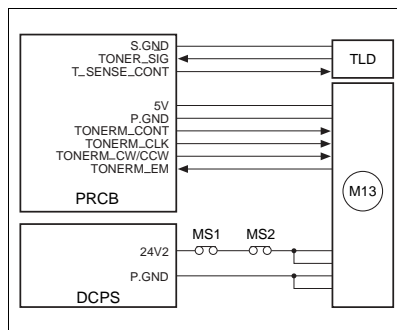 S.GND
TONER_SIG
T_SENSE_CONT
TLD
5V
P.GND
TONERM_CONT
TONERM_CLK
TONERM_CW/CCW
TONERM_EM
PRCB
M13
MS1 MS2
24V2
P.GND
DCPS